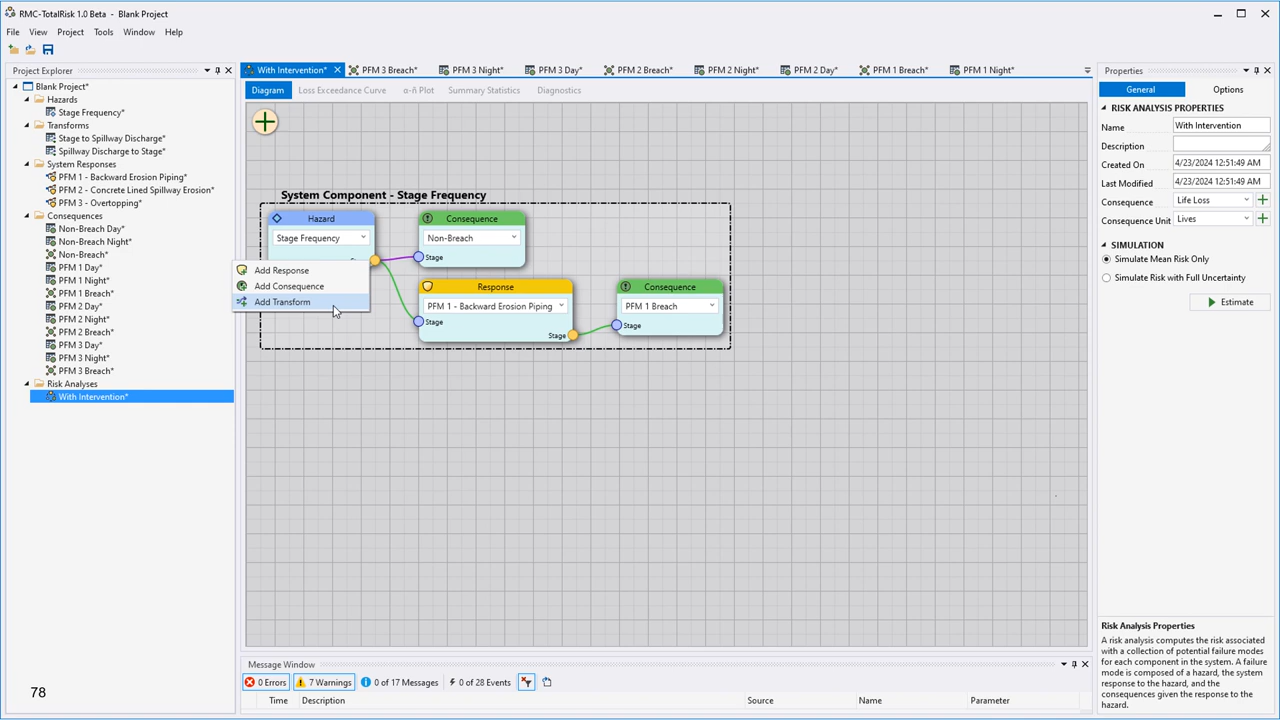 RMC-TotalRisk 1.0 Beta - Blank Project
File View Project Tools Window Help
Project Explorer
Blank Project*
Hazards
Stage Frequency*
Transforms
Stage to Spillway Discharge*
Spillway Discharge to Stage*
System Responses
PFM 1 - Backward Erosion Piping*
PFM 2 - Concrete Lined Spillway Erosion*
PFM 3 - Overtopping*
Consequences
Non-Breach Day*
Non-Breach Night*
Non-Breach*
PFM 1 Day*
PFM 1 Night*
PFM 1 Breach*
PFM 2 Day*
PFM 2 Night*
PFM 2 Breach*
PFM 3 Day*
PFM 3 Night*
PFM 3 Breach*
Risk Analyses
With Intervention*
78
With Intervention* PFM 3 Breach* PFM 3 Night* PFM 3 Day* PFM 2 Breach* PFM 2 Night* PFM 2 Day* PFM 1 Breach* PFM 1 Night*
Diagram Loss Exceedance Curve α-ñ Plot Summary Statistics Diagnostics
System Component - Stage Frequency
Hazard
Stage Frequency
Consequence
Non-Breach
Stage
Add Response
Add Consequence
Add Transform
Response
PFM 1 - Backward Erosion Piping
Stage
Stage
Consequence
PFM 1 Breach
Stage
Message Window
0 Errors 7 Warnings 0 of 17 Messages 0 of 28 Events
Time Description Source Name Parameter
Properties
General Options
RISK ANALYSIS PROPERTIES
Name With Intervention
Description
Created On 4/23/2024 12:51:49 AM
Last Modified 4/23/2024 12:51:49 AM
Consequence Life Loss
Consequence Unit Lives
SIMULATION
Simulate Mean Risk Only
Simulate Risk with Full Uncertainty
Estimate
Risk Analysis Properties
A risk analysis computes the risk associated
with a collection of potential failure modes
for each component in the system. A failure
mode is composed of a hazard, the system
response to the hazard, and the
consequences given the response to the
hazard.